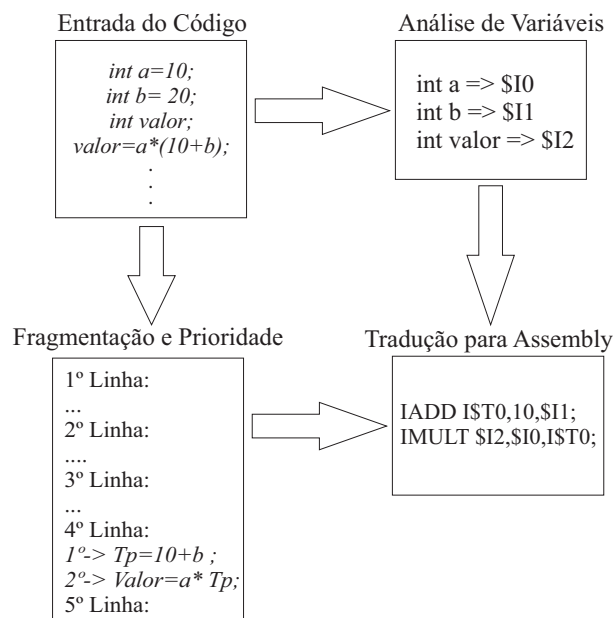 Entrada do Código
int a=10;
int b= 20;
int valor;
valor=a*(10+b);
.
.
.
Análise de Variáveis
int a => $I0
int b => $I1
int valor => $I2
Fragmentação e Prioridade
1º Linha:
...
2º Linha:
....
3º Linha:
...
4º Linha:
1º-> Tp=10+b ;
2º-> Valor=a* Tp;
5º Linha:
Tradução para Assembly
IADD I$T0,10,$I1;
IMULT $I2,$I0,I$T0;